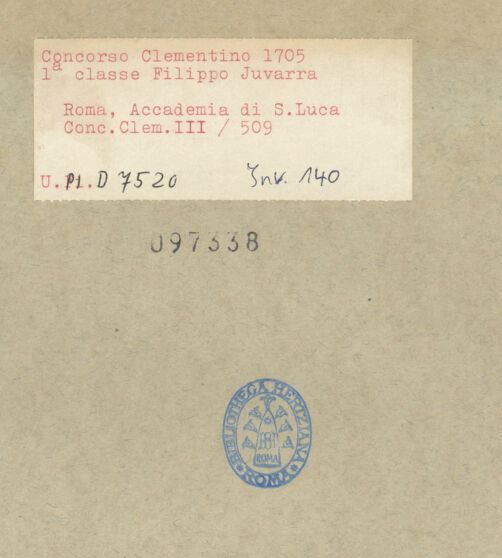 Concorso Clementino 1705
1ª classe Filippo Juvarra
Roma, Accademia di S.Luca
Conc.Clem.III / 509
U.Pl.D 7520 Inv. 140
097338
BIBLIOTHECA HERTZIANA
ROMA
ROMA